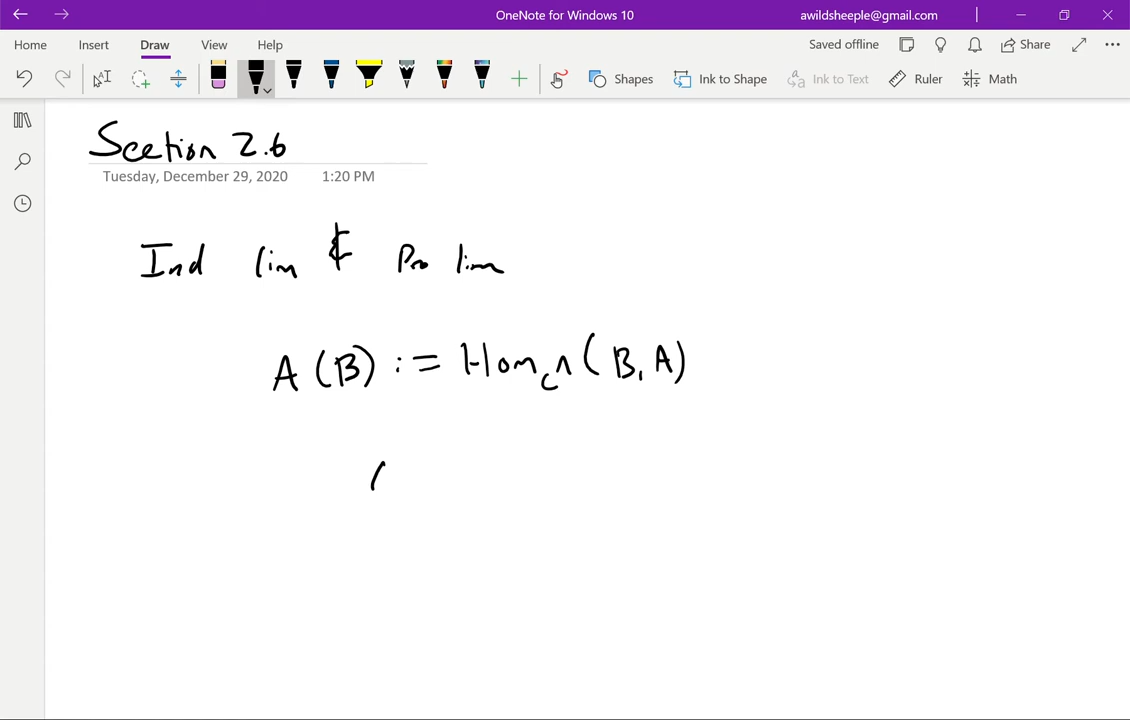 OneNote for Windows 10
awildsheeple@gmail.com
Home Insert Draw View Help
Saved offline
Share
Shapes
Ink to Shape
Ink to Text
Ruler
Math
Section 2.6
Tuesday, December 29, 2020 1:20 PM
Ind lim & Pro lim
A(B) := Hom_{C^}(B, A)
(